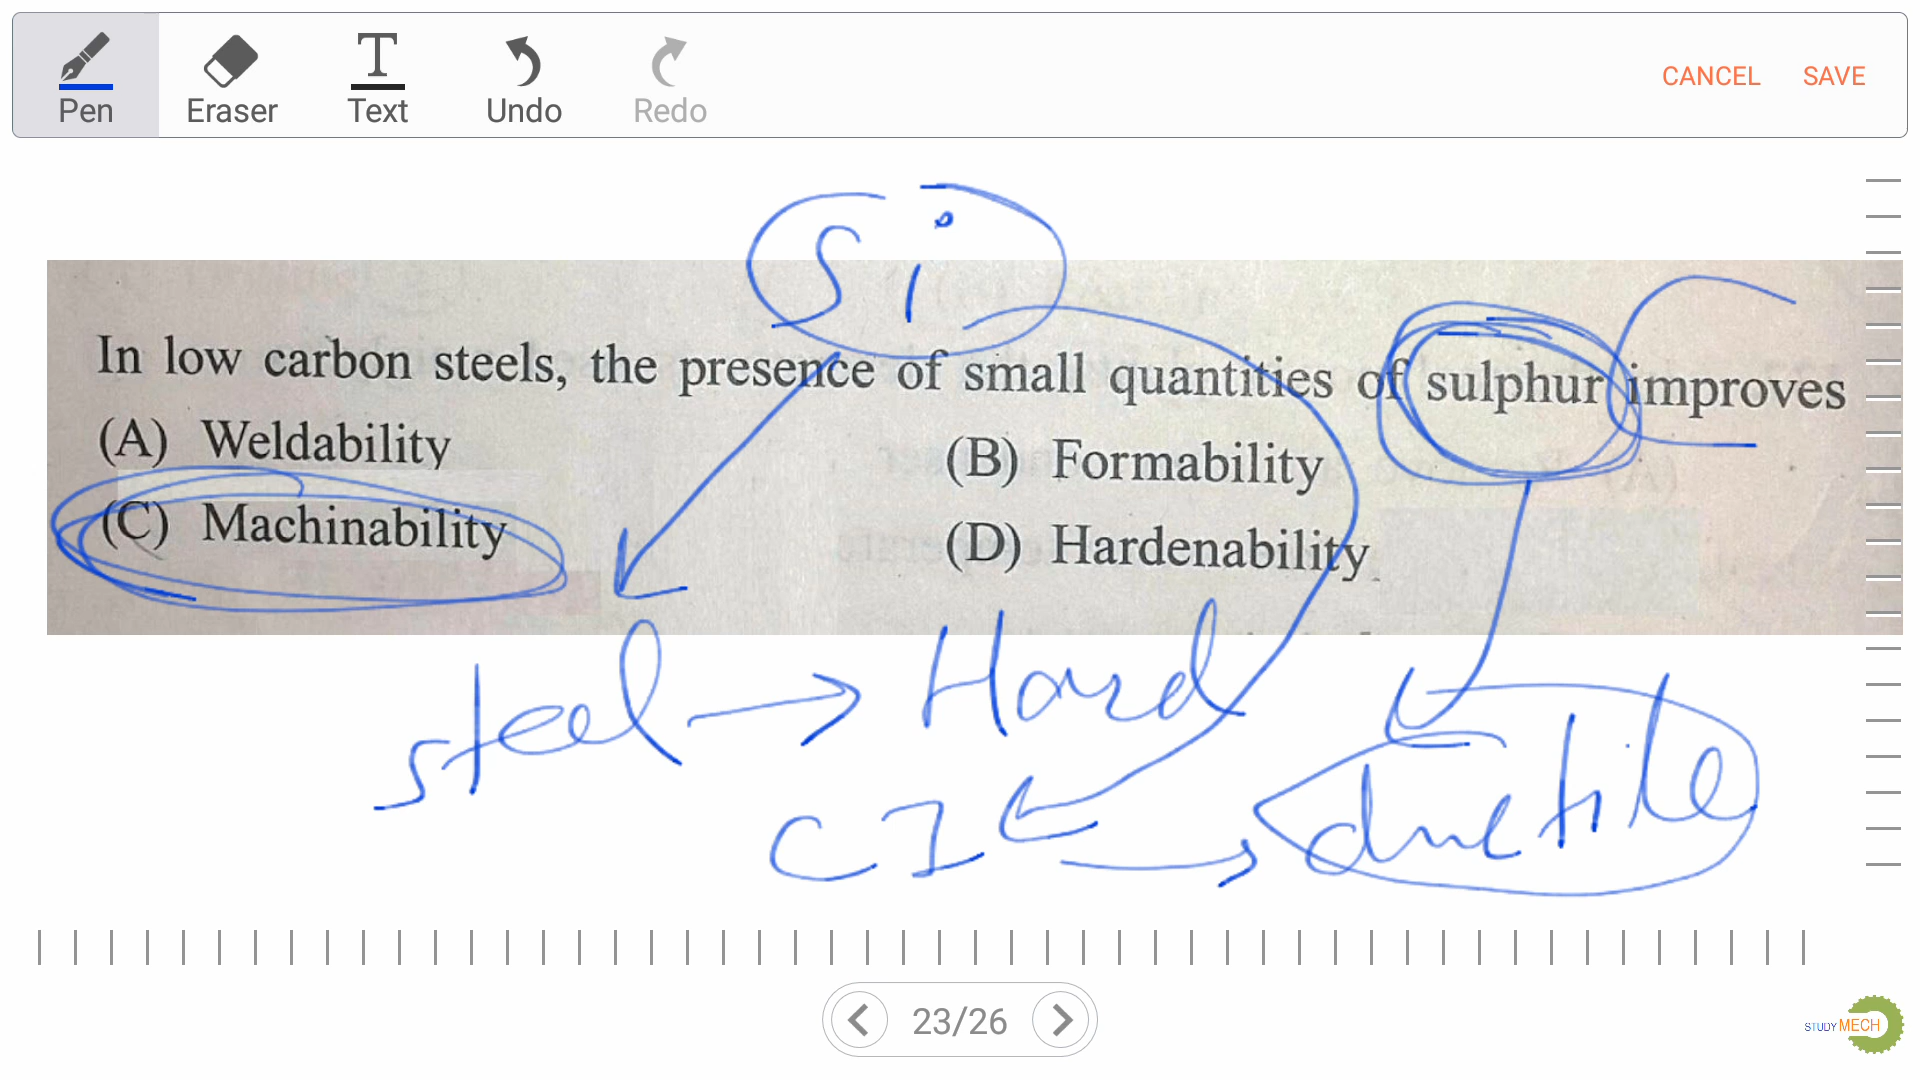 Pen Eraser Text Undo Redo CANCEL SAVE
Si
In low carbon steels, the presence of small quantities of sulphur improves
(A) Weldability (B) Formability
(C) Machinability (D) Hardenability
steel → Hard
CI → ductile
23/26
STUDY MECH